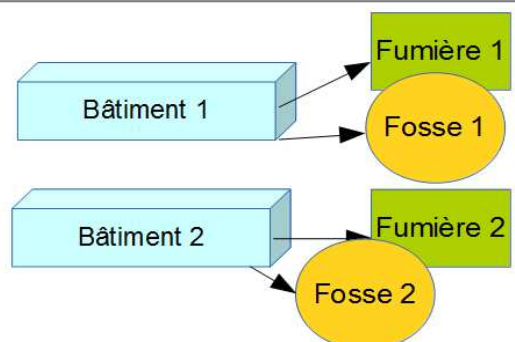 Fumière 1
Bâtiment 1
Fosse 1
Fumière 2
Bâtiment 2
Fosse 2